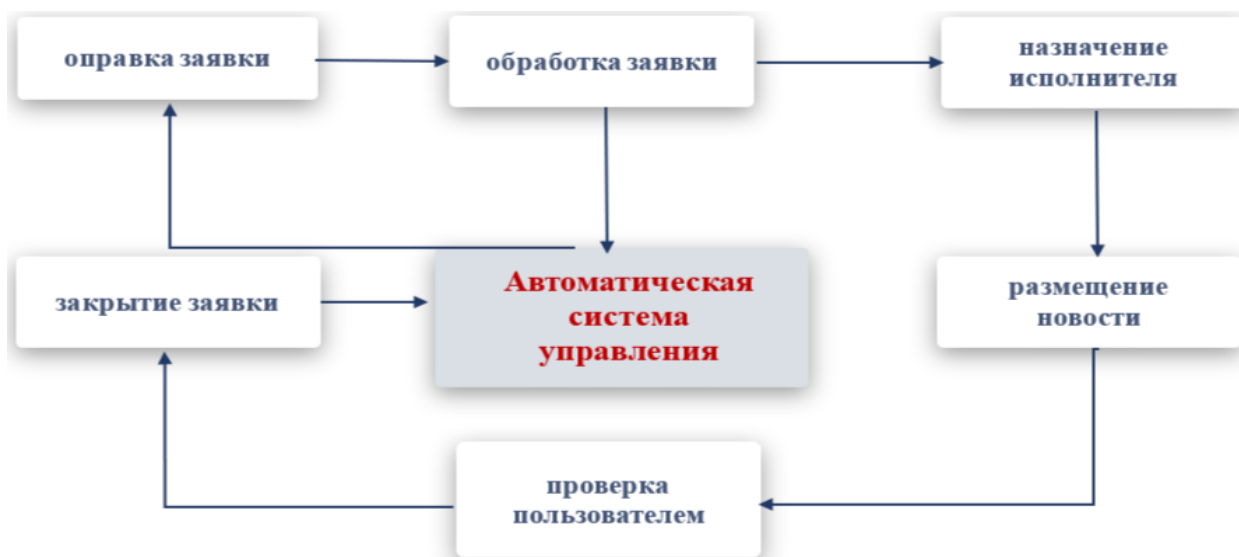 оправка заявки
обработка заявки
назначение
исполнителя
закрытие заявки
Автоматическая
система
управления
размещение
новости
проверка
пользователем